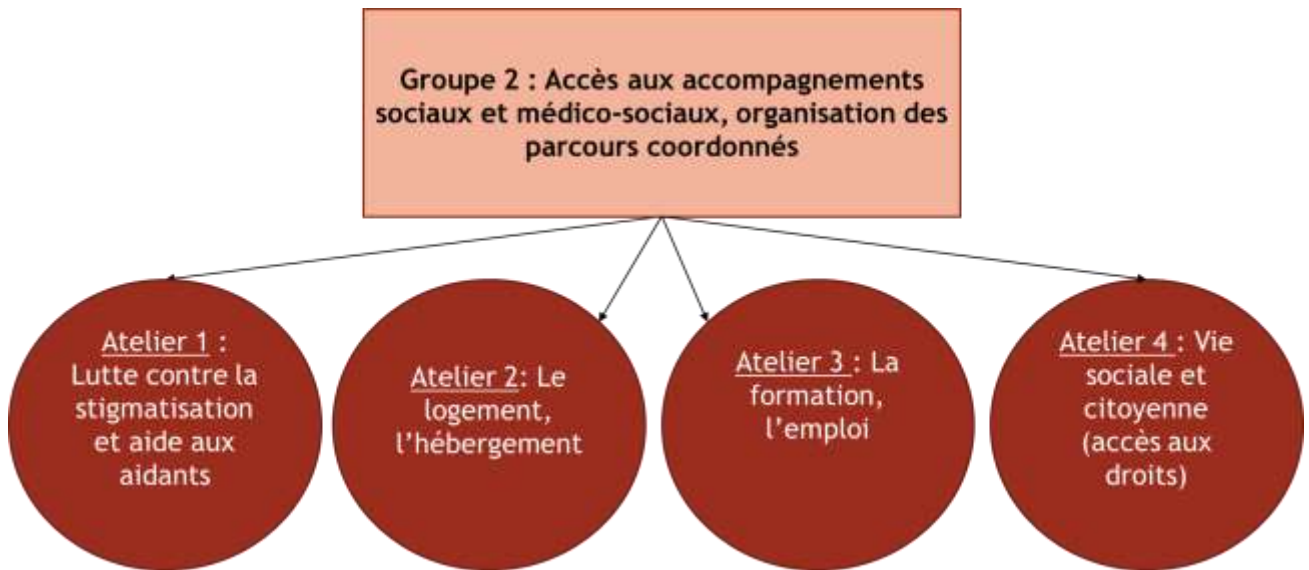 Groupe 2 : Accès aux accompagnements
sociaux et médico-sociaux, organisation des
parcours coordonnés
Atelier 1 :
Lutte contre la
stigmatisation
et aide aux
aidants
Atelier 2: Le
logement,
l'hébergement
Atelier 3 : La
formation,
l'emploi
Atelier 4 : Vie
sociale et
citoyenne
(accès aux
droits)